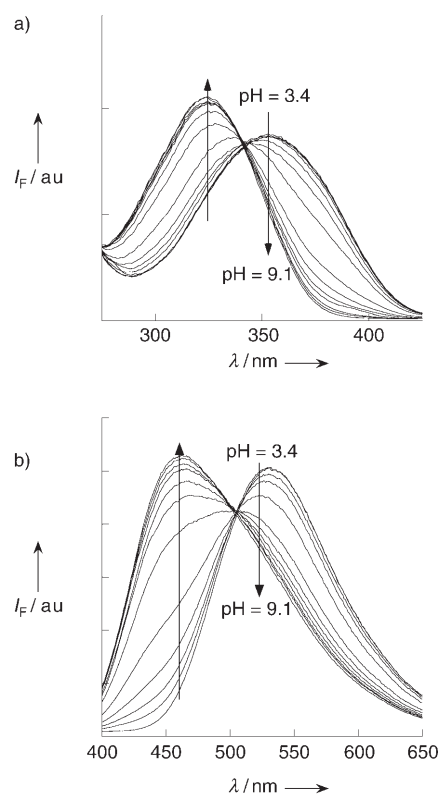 a)
pH = 3.4
I_F / au
pH = 9.1
300 350 400
λ / nm
b)
pH = 3.4
I_F / au
pH = 9.1
400 450 500 550 600 650
λ / nm